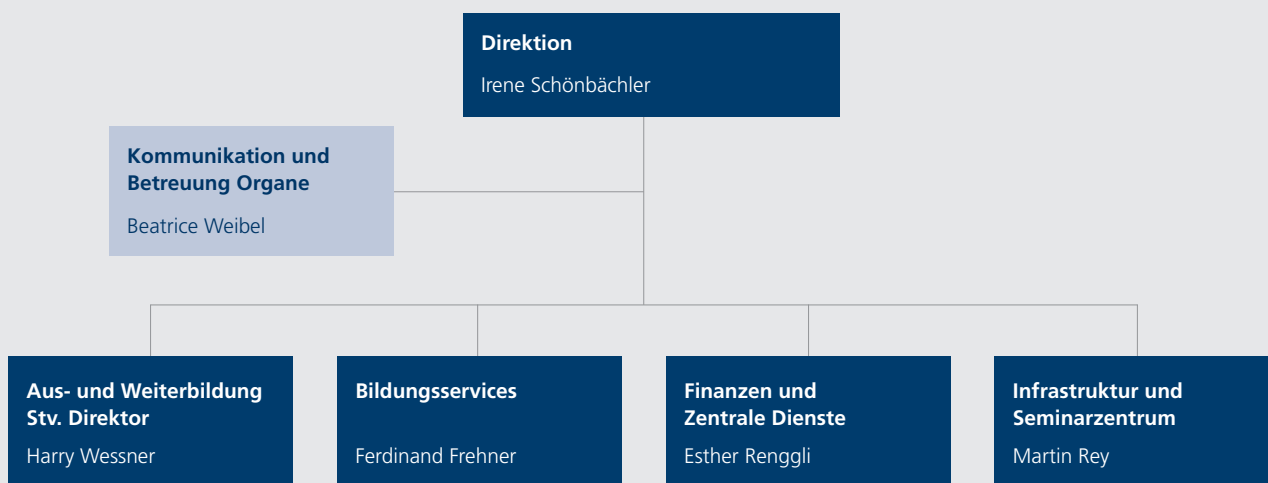 Direktion
Irene Schönbächler
Kommunikation und
Betreuung Organe
Beatrice Weibel
Aus- und Weiterbildung
Stv. Direktor
Harry Wessner
Bildungsservices
Ferdinand Frehner
Finanzen und
Zentrale Dienste
Esther Renggli
Infrastruktur und
Seminarzentrum
Martin Rey